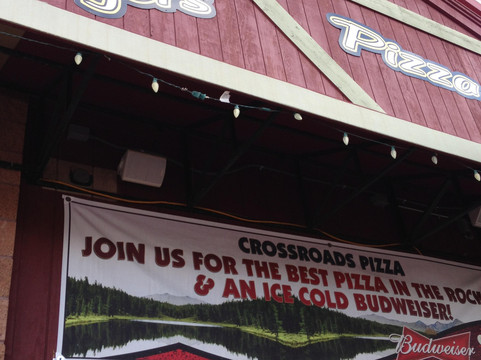 Pizza
CROSSROADS PIZZA
JOIN US FOR THE BEST PIZZA IN THE ROCK
& AN ICE COLD BUDWEISER!
Budweiser